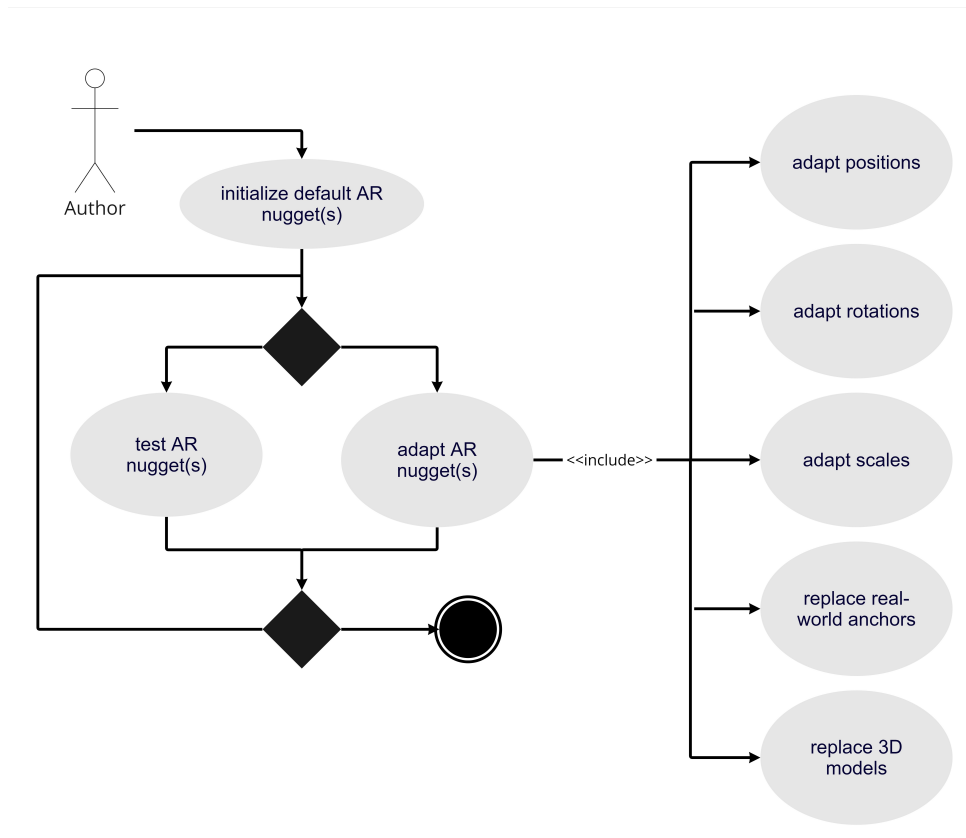 Author
initialize default AR
nugget(s)
test AR
nugget(s)
adapt AR
nugget(s)
<<include>>
adapt positions
adapt rotations
adapt scales
replace real-
world anchors
replace 3D
models